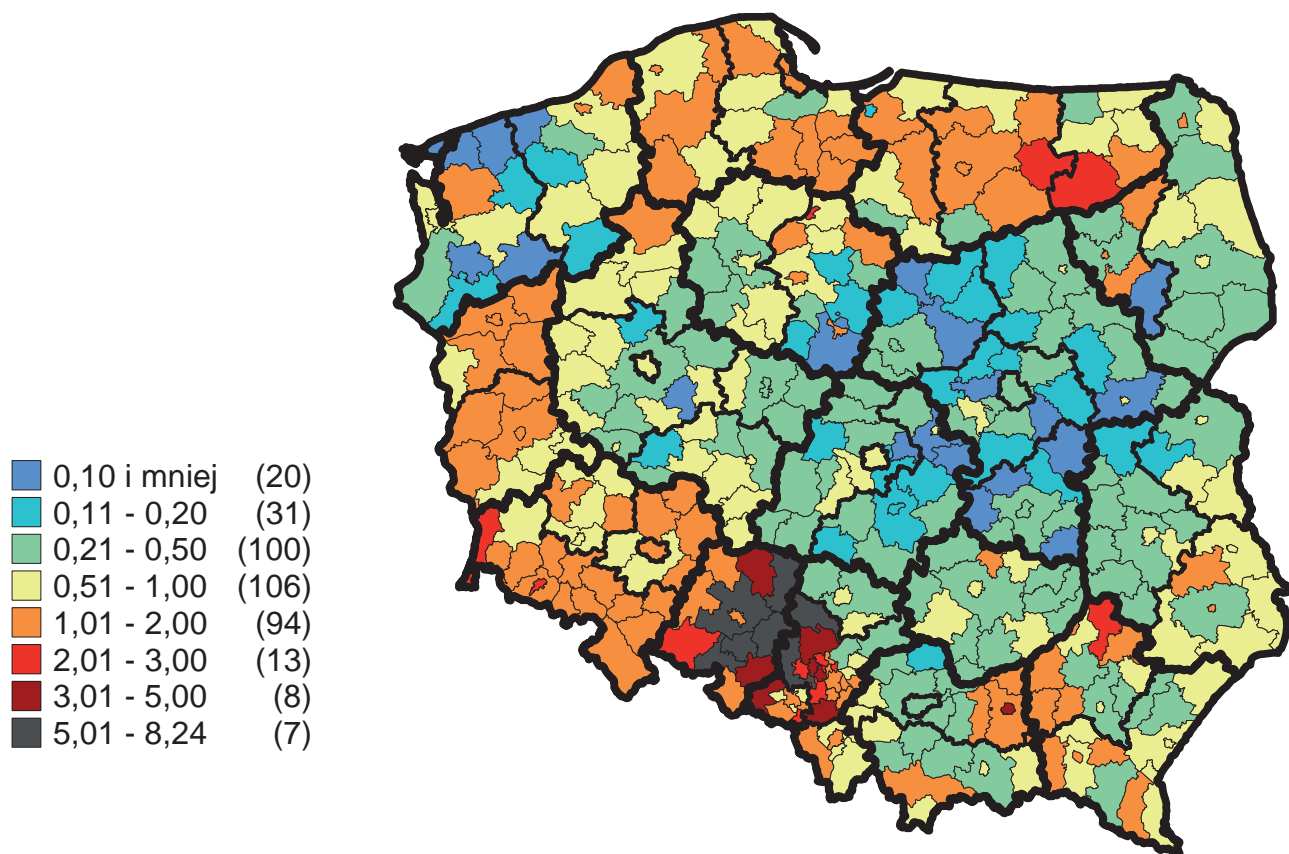 0,10 i mniej (20)
0,11 - 0,20 (31)
0,21 - 0,50 (100)
0,51 - 1,00 (106)
1,01 - 2,00 (94)
2,01 - 3,00 (13)
3,01 - 5,00 (8)
5,01 - 8,24 (7)